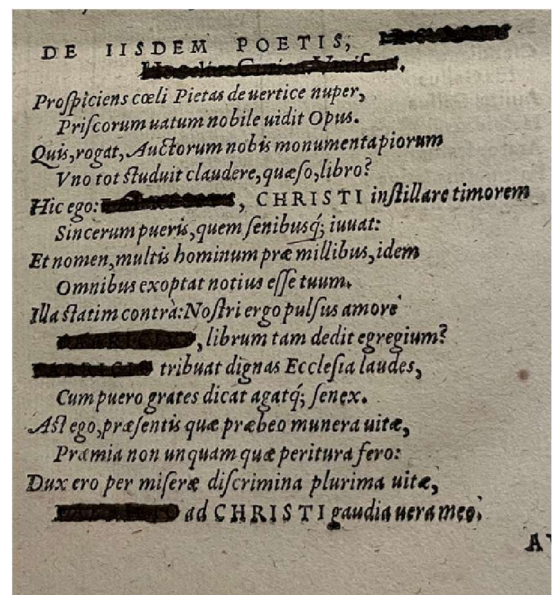 DE IISDEM POETIS,
Proſpiciens cœli Pietas de uertice nuper,
Priſcorum uatum nobile uidit Opus.
Quis, rogat, Auctorum nobis monumenta piorum
Vno tot ſtuduit claudere, quæſo, libro?
Hic ego: , CHRISTI inſtillare timorem
Sincerum pueris, quem ſenibusq́; iuuat:
Et nomen, multis hominum præ millibus, idem
Omnibus exoptat notius eſſe tuum.
Illa ſtatim contrà: Noſtri ergo pulſus amore
, librum tam dedit egregium?
tribuat dignas Eccleſia laudes,
Cum puero grates dicat agatq́; ſenex.
Aſt ego, præſentis quæ præbeo munera uitæ,
Præmia non unquam quæ peritura fero:
Dux ero per miſeræ diſcrimina plurima uitæ,
ad CHRISTI gaudia uera meo.